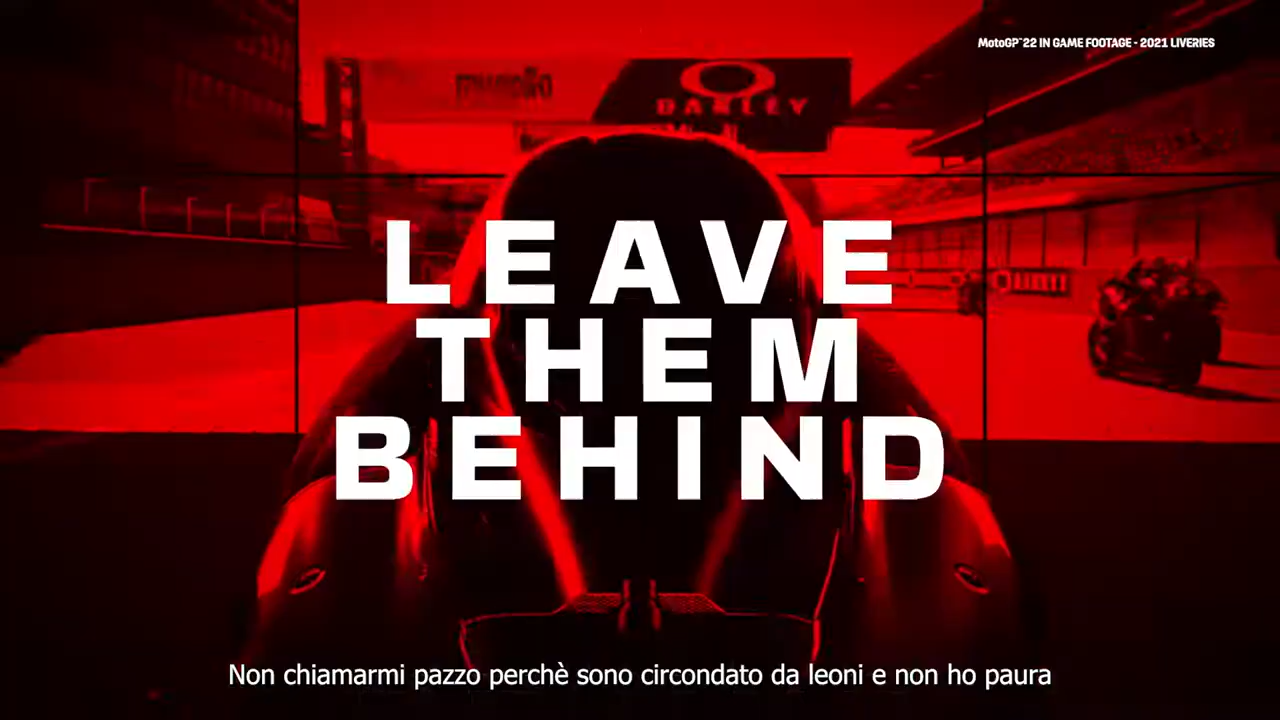 MotoGP™22 IN GAME FOOTAGE - 2021 LIVERIES
OAKLEY
LEAVE
THEM
BEHIND
Non chiamarmi pazzo perchè sono circondato da leoni e non ho paura